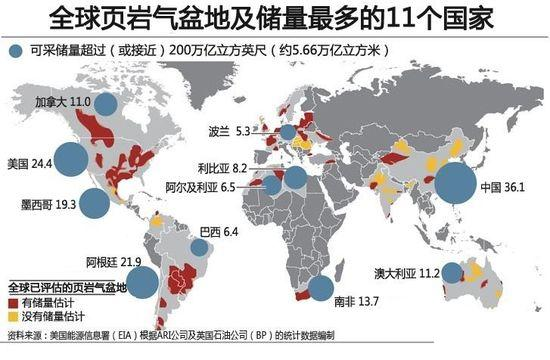 全球页岩气盆地及储量最多的11个国家
可采储量超过（或接近）200万亿立方英尺（约5.66万亿立方米）
加拿大 11.0
波兰 5.3
美国 24.4
利比亚 8.2
阿尔及利亚 6.5
中国 36.1
墨西哥 19.3
巴西 6.4
阿根廷 21.9
澳大利亚 11.2
南非 13.7
全球已评估的页岩气盆地
有储量估计
没有储量估计
资料来源：美国能源信息署（EIA）根据ARI公司及英国石油公司（BP）的统计数据编制